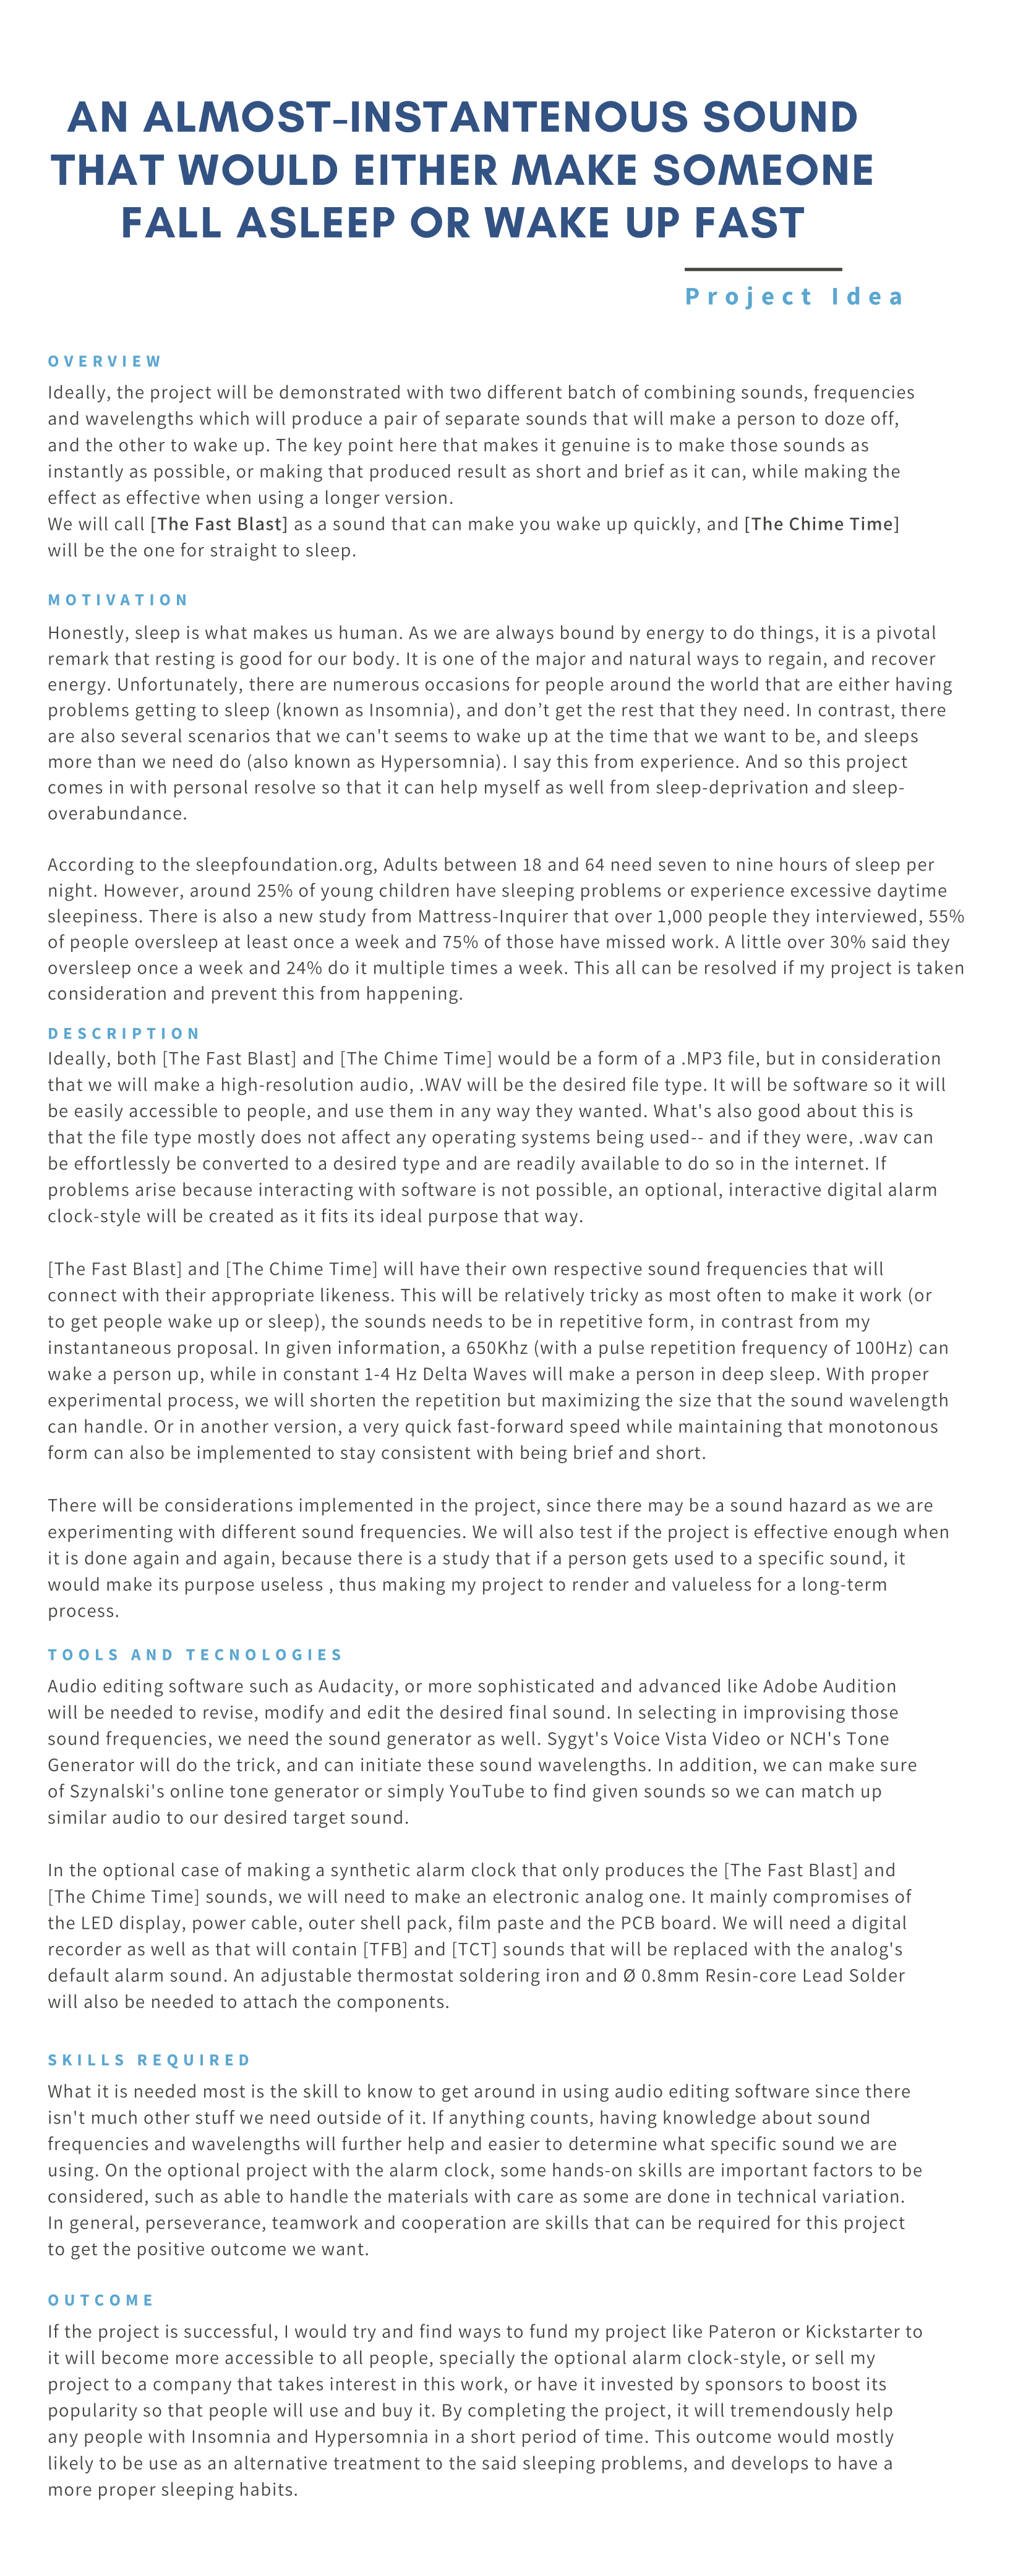 AN ALMOST-INSTANTENOUS SOUND
THAT WOULD EITHER MAKE SOMEONE
FALL ASLEEP OR WAKE UP FAST
Project Idea
OVERVIEW
Ideally, the project will be demonstrated with two different batch of combining sounds, frequencies
and wavelengths which will produce a pair of separate sounds that will make a person to doze off,
and the other to wake up. The key point here that makes it genuine is to make those sounds as
instantly as possible, or making that produced result as short and brief as it can, while making the
effect as effective when using a longer version.
We will call [The Fast Blast] as a sound that can make you wake up quickly, and [The Chime Time]
will be the one for straight to sleep.
MOTIVATION
Honestly, sleep is what makes us human. As we are always bound by energy to do things, it is a pivotal
remark that resting is good for our body. It is one of the major and natural ways to regain, and recover
energy. Unfortunately, there are numerous occasions for people around the world that are either having
problems getting to sleep (known as Insomnia), and don’t get the rest that they need. In contrast, there
are also several scenarios that we can't seems to wake up at the time that we want to be, and sleeps
more than we need do (also known as Hypersomnia). I say this from experience. And so this project
comes in with personal resolve so that it can help myself as well from sleep-deprivation and sleep-
overabundance.
According to the sleepfoundation.org, Adults between 18 and 64 need seven to nine hours of sleep per
night. However, around 25% of young children have sleeping problems or experience excessive daytime
sleepiness. There is also a new study from Mattress-Inquirer that over 1,000 people they interviewed, 55%
of people oversleep at least once a week and 75% of those have missed work. A little over 30% said they
oversleep once a week and 24% do it multiple times a week. This all can be resolved if my project is taken
consideration and prevent this from happening.
DESCRIPTION
Ideally, both [The Fast Blast] and [The Chime Time] would be a form of a .MP3 file, but in consideration
that we will make a high-resolution audio, .WAV will be the desired file type. It will be software so it will
be easily accessible to people, and use them in any way they wanted. What's also good about this is
that the file type mostly does not affect any operating systems being used-- and if they were, .wav can
be effortlessly be converted to a desired type and are readily available to do so in the internet. If
problems arise because interacting with software is not possible, an optional, interactive digital alarm
clock-style will be created as it fits its ideal purpose that way.
[The Fast Blast] and [The Chime Time] will have their own respective sound frequencies that will
connect with their appropriate likeness. This will be relatively tricky as most often to make it work (or
to get people wake up or sleep), the sounds needs to be in repetitive form, in contrast from my
instantaneous proposal. In given information, a 650Khz (with a pulse repetition frequency of 100Hz) can
wake a person up, while in constant 1-4 Hz Delta Waves will make a person in deep sleep. With proper
experimental process, we will shorten the repetition but maximizing the size that the sound wavelength
can handle. Or in another version, a very quick fast-forward speed while maintaining that monotonous
form can also be implemented to stay consistent with being brief and short.
There will be considerations implemented in the project, since there may be a sound hazard as we are
experimenting with different sound frequencies. We will also test if the project is effective enough when
it is done again and again, because there is a study that if a person gets used to a specific sound, it
would make its purpose useless , thus making my project to render and valueless for a long-term
process.
TOOLS AND TECNOLOGIES
Audio editing software such as Audacity, or more sophisticated and advanced like Adobe Audition
will be needed to revise, modify and edit the desired final sound. In selecting in improvising those
sound frequencies, we need the sound generator as well. Sygyt's Voice Vista Video or NCH's Tone
Generator will do the trick, and can initiate these sound wavelengths. In addition, we can make sure
of Szynalski's online tone generator or simply YouTube to find given sounds so we can match up
similar audio to our desired target sound.
In the optional case of making a synthetic alarm clock that only produces the [The Fast Blast] and
[The Chime Time] sounds, we will need to make an electronic analog one. It mainly compromises of
the LED display, power cable, outer shell pack, film paste and the PCB board. We will need a digital
recorder as well as that will contain [TFB] and [TCT] sounds that will be replaced with the analog's
default alarm sound. An adjustable thermostat soldering iron and Ø 0.8mm Resin-core Lead Solder
will also be needed to attach the components.
SKILLS REQUIRED
What it is needed most is the skill to know to get around in using audio editing software since there
isn't much other stuff we need outside of it. If anything counts, having knowledge about sound
frequencies and wavelengths will further help and easier to determine what specific sound we are
using. On the optional project with the alarm clock, some hands-on skills are important factors to be
considered, such as able to handle the materials with care as some are done in technical variation.
In general, perseverance, teamwork and cooperation are skills that can be required for this project
to get the positive outcome we want.
OUTCOME
If the project is successful, I would try and find ways to fund my project like Pateron or Kickstarter to
it will become more accessible to all people, specially the optional alarm clock-style, or sell my
project to a company that takes interest in this work, or have it invested by sponsors to boost its
popularity so that people will use and buy it. By completing the project, it will tremendously help
any people with Insomnia and Hypersomnia in a short period of time. This outcome would mostly
likely to be use as an alternative treatment to the said sleeping problems, and develops to have a
more proper sleeping habits.